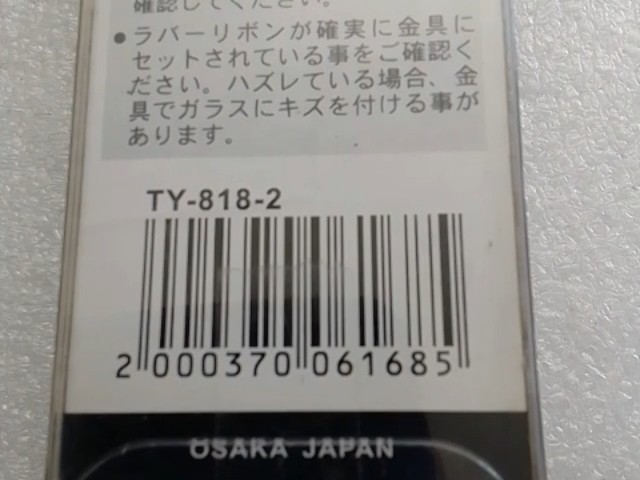 確認してください。
●ラバーリボンが確実に金具に
セットされている事をご確認く
ださい。ハズレている場合、金
具でガラスにキズを付ける事が
あります。
TY-818-2
2 000370 061685
OSAKA JAPAN